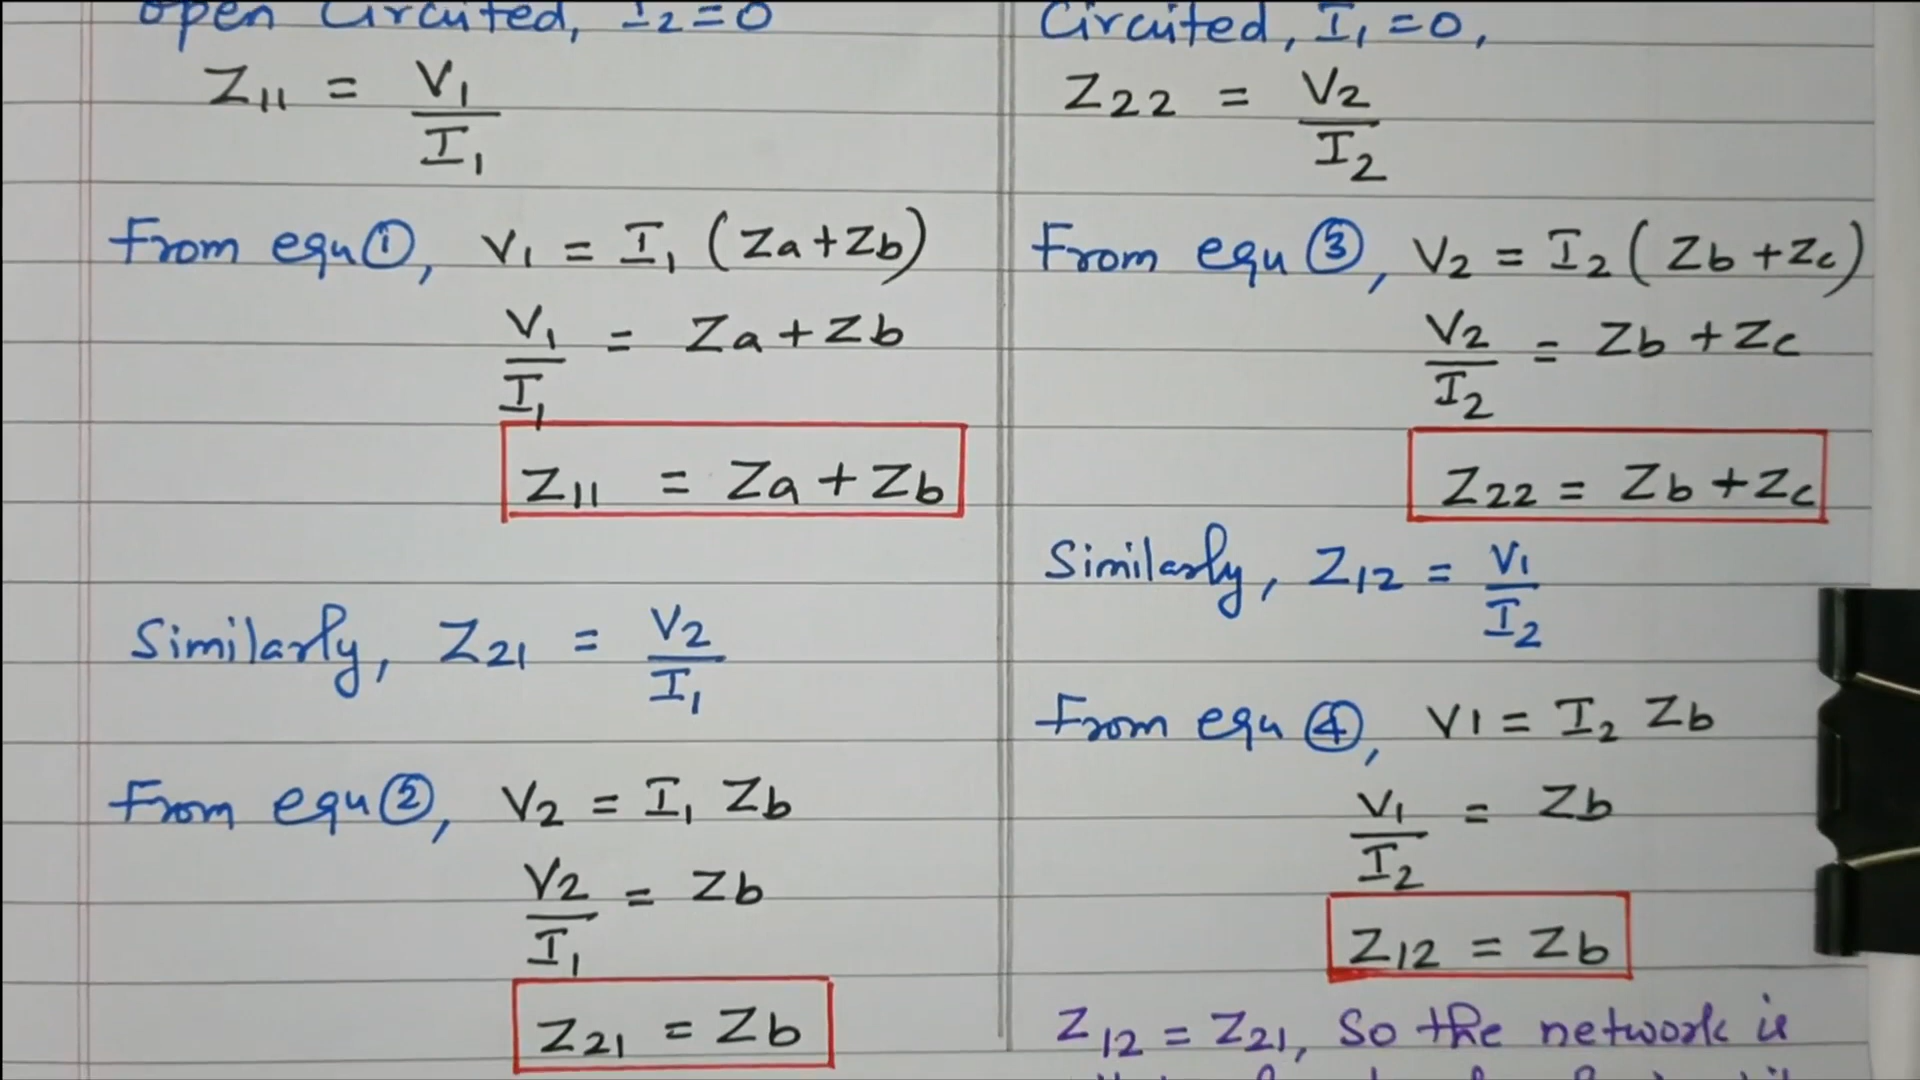 open Circuited, I2=0
Z11 = V1/I1
From equ①, V1 = I1 (Za+Zb)
V1/I1 = Za+Zb
Z11 = Za+Zb
Similarly, Z21 = V2/I1
From equ②, V2 = I1 Zb
V2/I1 = Zb
Z21 = Zb
Circuited, I1=0,
Z22 = V2/I2
From equ③, V2 = I2(Zb+Zc)
V2/I2 = Zb+Zc
Z22 = Zb+Zc
Similarly, Z12 = V1/I2
From equ④, V1 = I2 Zb
V1/I2 = Zb
Z12 = Zb
Z12 = Z21, So the network is